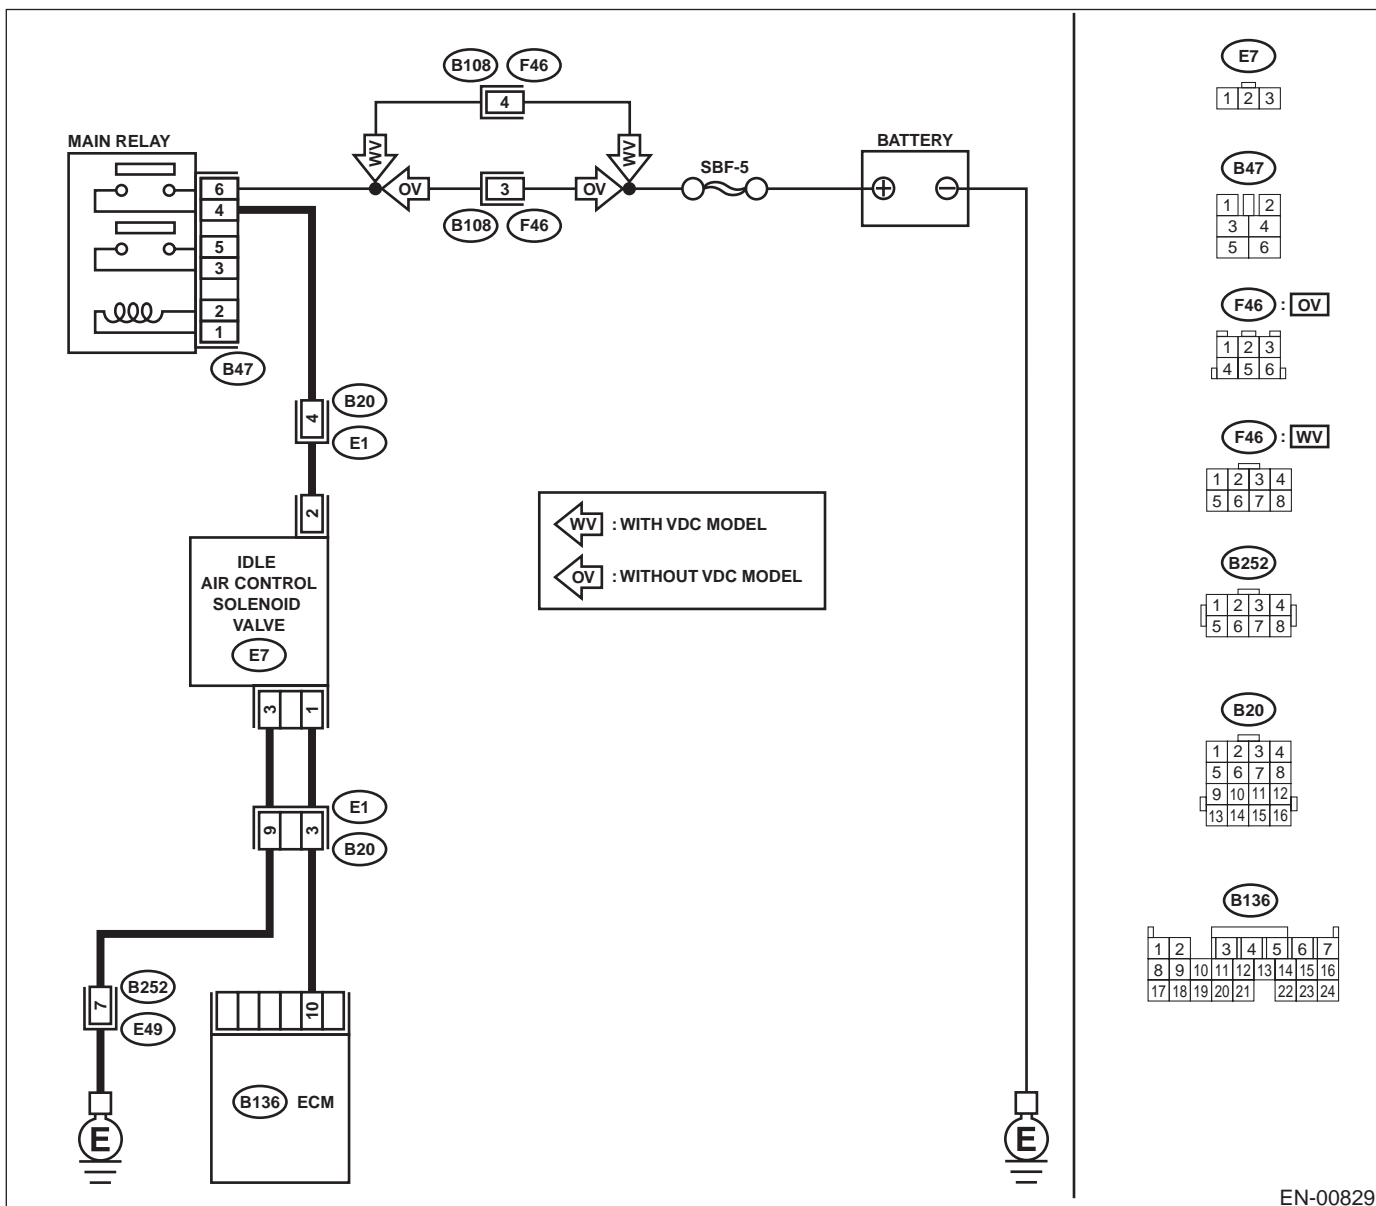 B108 F46
4
MAIN RELAY
WV WV
SBF-5
BATTERY
6 OV 3 OV + −
4
B108 F46
5
3
2
1
B47
4 B20
E1
2
IDLE
AIR CONTROL
SOLENOID
VALVE
E7
WV : WITH VDC MODEL
OV : WITHOUT VDC MODEL
3 1
E1
9 3
B20
7 B252
E49
10
B136 ECM
E
E
E7
1 2 3
B47
1 2
3 4
5 6
F46 : OV
1 2 3
4 5 6
F46 : WV
1 2 3 4
5 6 7 8
B252
1 2 3 4
5 6 7 8
B20
1 2 3 4
5 6 7 8
9 10 11 12
13 14 15 16
B136
1 2 3 4 5 6 7
8 9 10 11 12 13 14 15 16
17 18 19 20 21 22 23 24
EN-00829